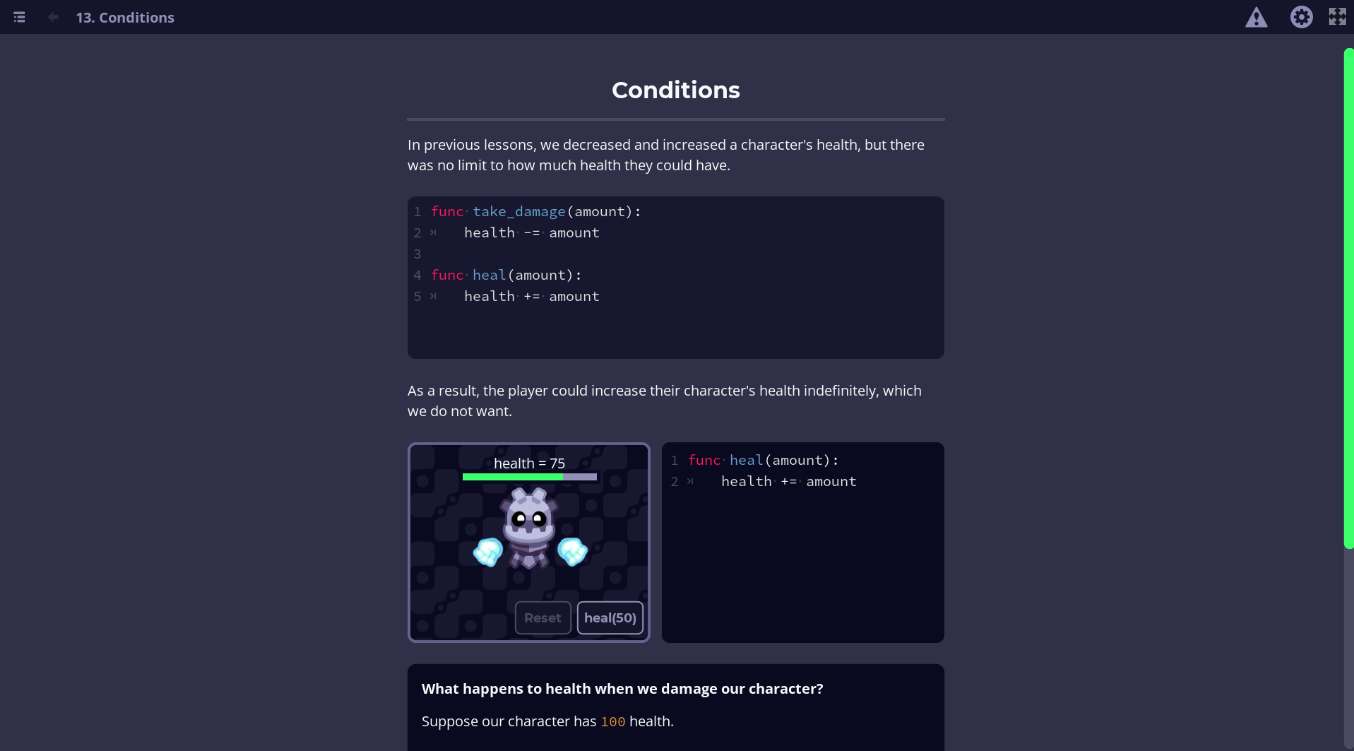 13. Conditions
Conditions
In previous lessons, we decreased and increased a character's health, but there
was no limit to how much health they could have.
1 func take_damage(amount):
2 health -= amount
3
4 func heal(amount):
5 health += amount
As a result, the player could increase their character's health indefinitely, which
we do not want.
health = 75
Reset heal(50)
1 func heal(amount):
2 health += amount
What happens to health when we damage our character?
Suppose our character has 100 health.